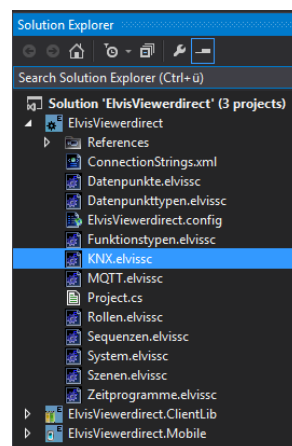 Solution Explorer
Search Solution Explorer (Ctrl+ü)
Solution 'ElvisViewerdirect' (3 projects)
ElvisViewerdirect
References
ConnectionStrings.xml
Datenpunkte.elvissc
Datenpunkttypen.elvissc
ElvisViewerdirect.config
Funktionstypen.elvissc
KNX.elvissc
MQTT.elvissc
Project.cs
Rollen.elvissc
Sequenzen.elvissc
System.elvissc
Szenen.elvissc
Zeitprogramme.elvissc
ElvisViewerdirect.ClientLib
ElvisViewerdirect.Mobile